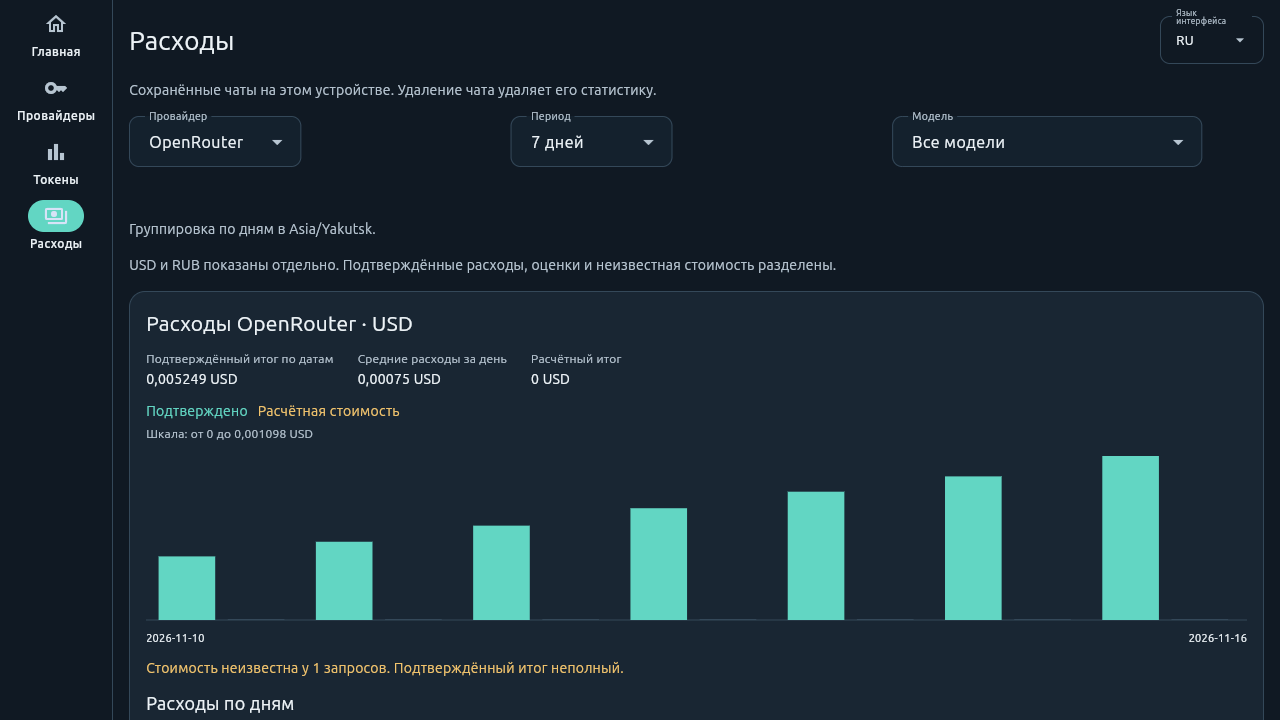 Главная
Провайдеры
Токены
Расходы
Расходы
Язык
интерфейса
RU
Сохранённые чаты на этом устройстве. Удаление чата удаляет его статистику.
Провайдер
OpenRouter
Период
7 дней
Модель
Все модели
Группировка по дням в Asia/Yakutsk.
USD и RUB показаны отдельно. Подтверждённые расходы, оценки и неизвестная стоимость разделены.
Расходы OpenRouter · USD
Подтверждённый итог по датам
0,005249 USD
Средние расходы за день
0,00075 USD
Расчётный итог
0 USD
Подтверждено
Расчётная стоимость
Шкала: от 0 до 0,001098 USD
2026-11-10
2026-11-16
Стоимость неизвестна у 1 запросов. Подтверждённый итог неполный.
Расходы по дням